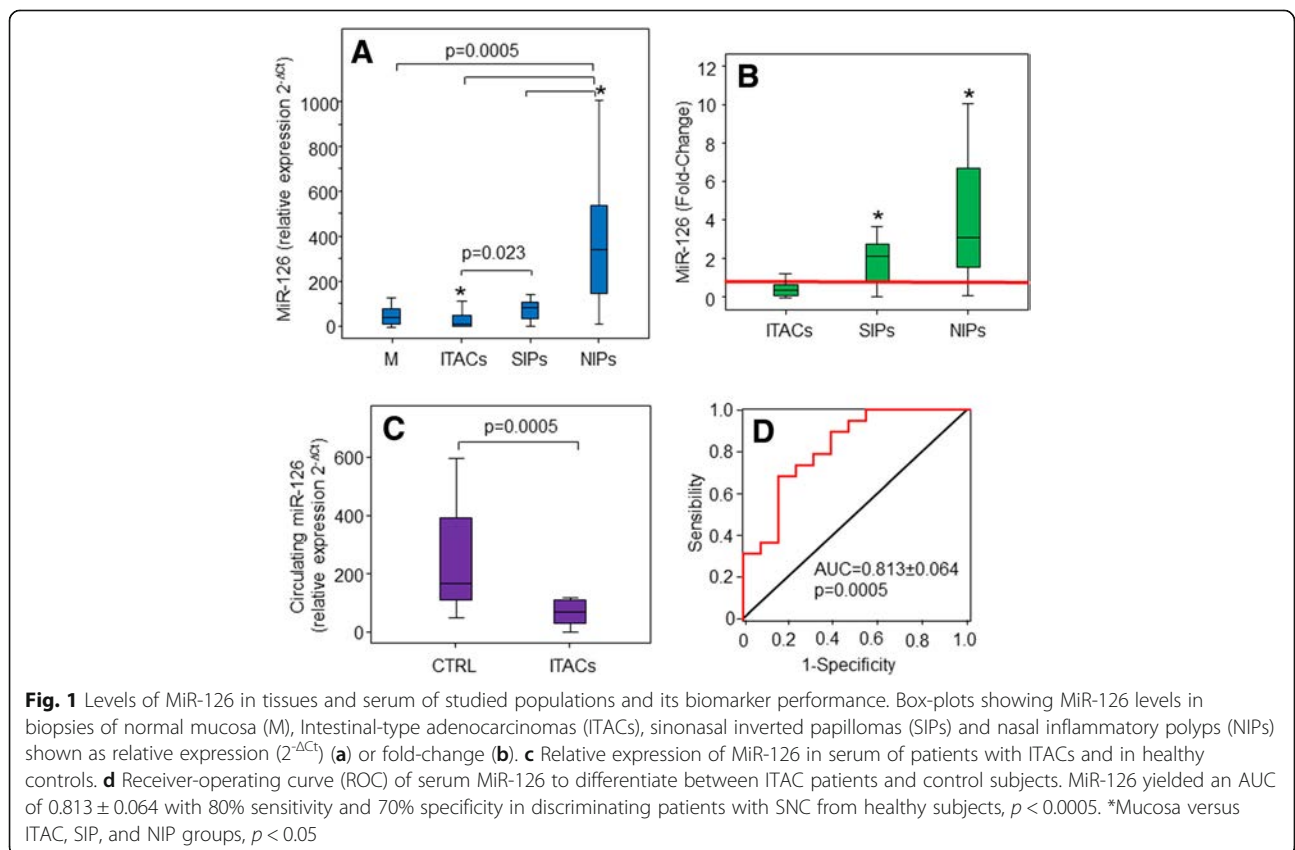 A
MiR-126 (relative expression 2-ΔCt)
p=0.0005
*
p=0.023
*
1000
800
600
400
200
0
M ITACs SIPs NIPs
B
MiR-126 (Fold-Change)
12
10
8
6
4
2
0
*
*
ITACs SIPs NIPs
C
Circulating miR-126
(relative expression 2-ΔCt)
p=0.0005
600
400
200
0
CTRL ITACs
D
Sensibility
1.0
0.8
0.6
0.4
0.2
0
AUC=0.813±0.064
p=0.0005
0 0.2 0.4 0.6 0.8 1.0
1-Specificity
Fig. 1 Levels of MiR-126 in tissues and serum of studied populations and its biomarker performance. Box-plots showing MiR-126 levels in
biopsies of normal mucosa (M), Intestinal-type adenocarcinomas (ITACs), sinonasal inverted papillomas (SIPs) and nasal inflammatory polyps (NIPs)
shown as relative expression (2-ΔCt) (a) or fold-change (b). c Relative expression of MiR-126 in serum of patients with ITACs and in healthy
controls. d Receiver-operating curve (ROC) of serum MiR-126 to differentiate between ITAC patients and control subjects. MiR-126 yielded an AUC
of 0.813 ± 0.064 with 80% sensitivity and 70% specificity in discriminating patients with SNC from healthy subjects, p < 0.0005. *Mucosa versus
ITAC, SIP, and NIP groups, p < 0.05